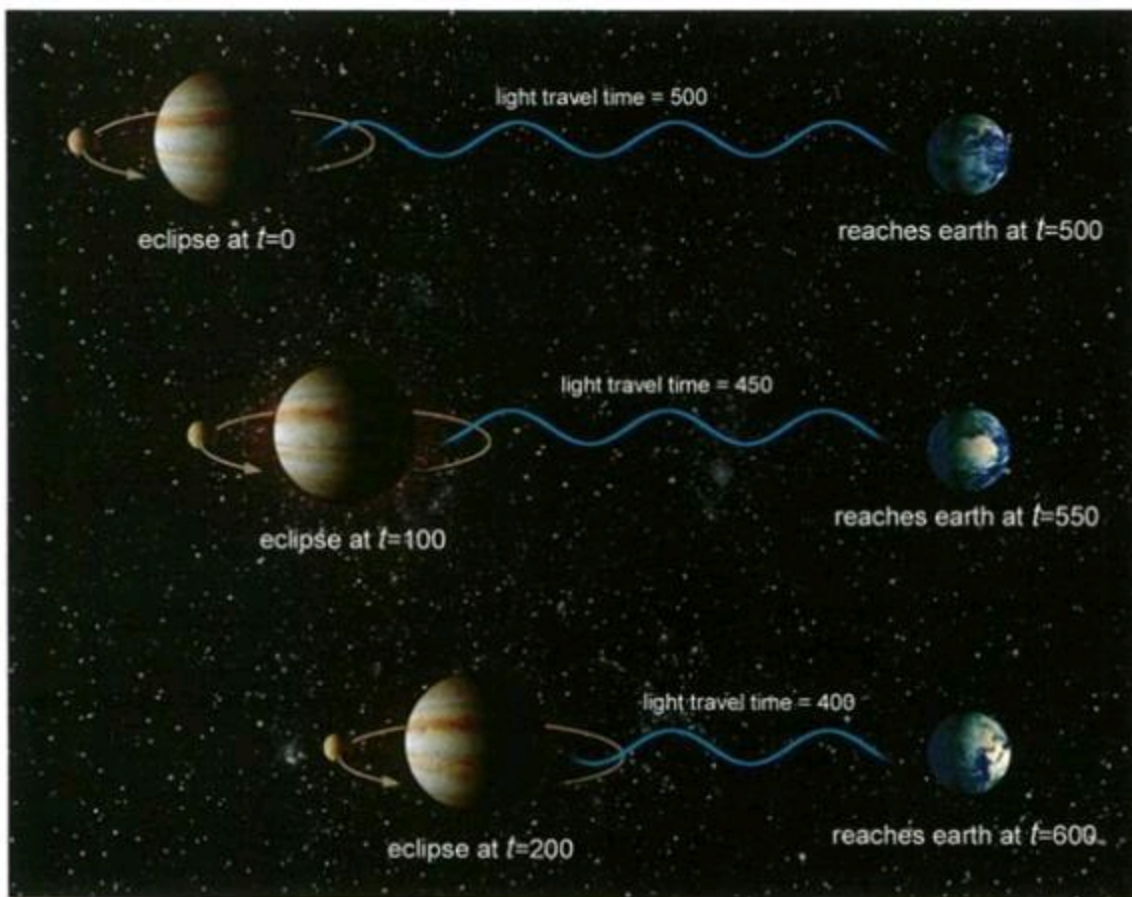 light travel time = 500
eclipse at t=0
reaches earth at t=500
light travel time = 450
eclipse at t=100
reaches earth at t=550
light travel time = 400
eclipse at t=200
reaches earth at t=600